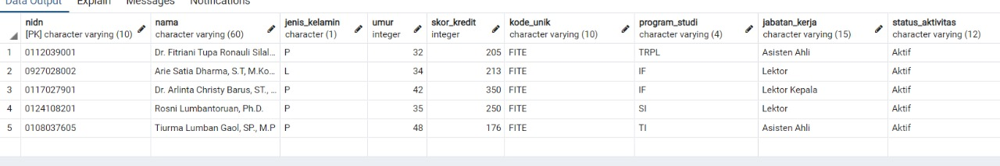 Data Output Explain Messages Notifications
nidn nama jenis_kelamin umur skor_kredit kode_unik program_studi jabatan_kerja status_aktivitas
[PK] character varying (10) character varying (60) character (1) integer integer character varying (10) character varying (4) character varying (15) character varying (12)
1 0112039001 Dr. Fitriani Tupa Ronauli Silal... P 32 205 FITE TRPL Asisten Ahli Aktif
2 0927028002 Arie Satia Dharma, S.T, M.Ko... L 34 213 FITE IF Lektor Aktif
3 0117027901 Dr. Arlinta Christy Barus, ST., ... P 42 350 FITE IF Lektor Kepala Aktif
4 0124108201 Rosni Lumbantoruan, Ph.D. P 35 250 FITE SI Lektor Aktif
5 0108037605 Tiurma Lumban Gaol, SP., M.P P 48 176 FITE TI Asisten Ahli Aktif